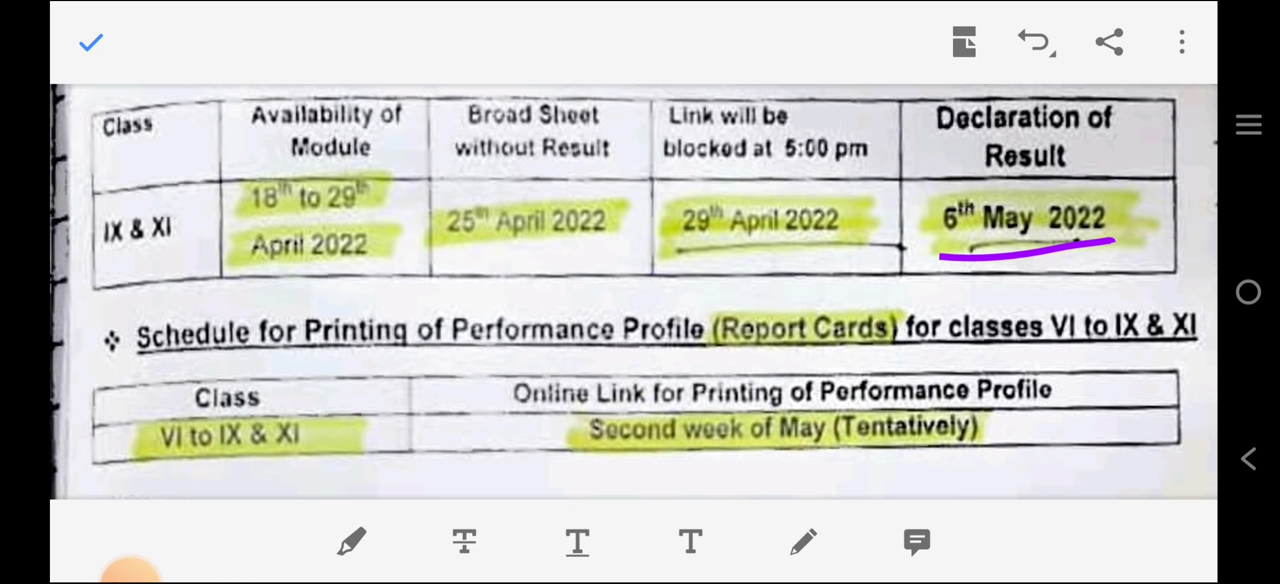 Class
Availability of
Module
Broad Sheet
without Result
Link will be
blocked at 5:00 pm
Declaration of
Result
IX & XI
18th to 29th
April 2022
25th April 2022
29th April 2022
6th May 2022
❖ Schedule for Printing of Performance Profile (Report Cards) for classes VI to IX & XI
Class
Online Link for Printing of Performance Profile
VI to IX & XI
Second week of May (Tentatively)
T
T
T